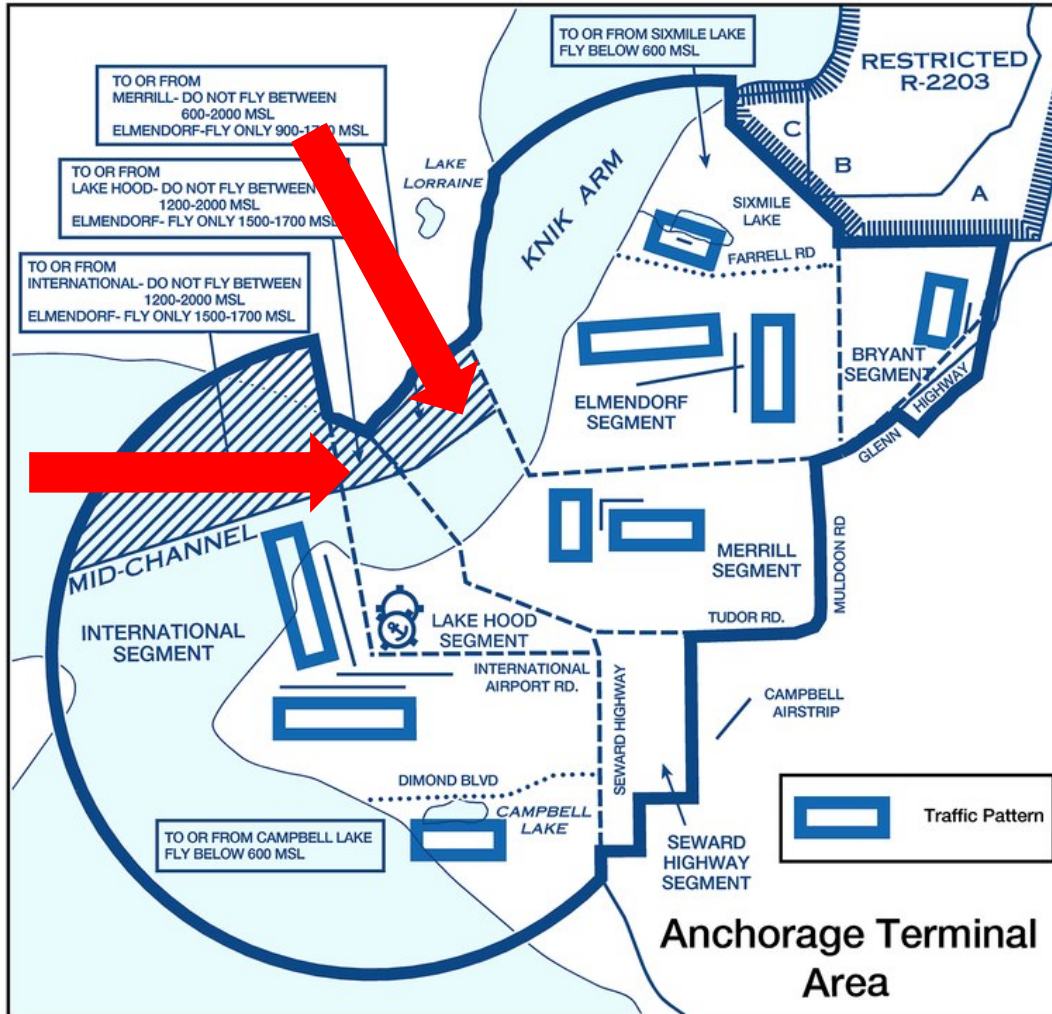 TO OR FROM SIXMILE LAKE
FLY BELOW 600 MSL
RESTRICTED
R-2203
TO OR FROM
MERRILL- DO NOT FLY BETWEEN
600-2000 MSL
ELMENDORF-FLY ONLY 900-1700 MSL
C
B
A
LAKE
LORRAINE
KNIK ARM
TO OR FROM
LAKE HOOD- DO NOT FLY BETWEEN
1200-2000 MSL
ELMENDORF- FLY ONLY 1500-1700 MSL
SIXMILE
LAKE
FARRELL RD
TO OR FROM
INTERNATIONAL- DO NOT FLY BETWEEN
1200-2000 MSL
ELMENDORF- FLY ONLY 1500-1700 MSL
BRYANT
SEGMENT
HIGHWAY
GLENN
ELMENDORF
SEGMENT
MID-CHANNEL
MERRILL
SEGMENT
MULDOON RD
TUDOR RD.
INTERNATIONAL
SEGMENT
LAKE HOOD
SEGMENT
INTERNATIONAL
AIRPORT RD.
SEWARD HIGHWAY
CAMPBELL
AIRSTRIP
DIMOND BLVD
CAMPBELL
LAKE
TO OR FROM CAMPBELL LAKE
FLY BELOW 600 MSL
SEWARD
HIGHWAY
SEGMENT
Traffic Pattern
Anchorage Terminal
Area